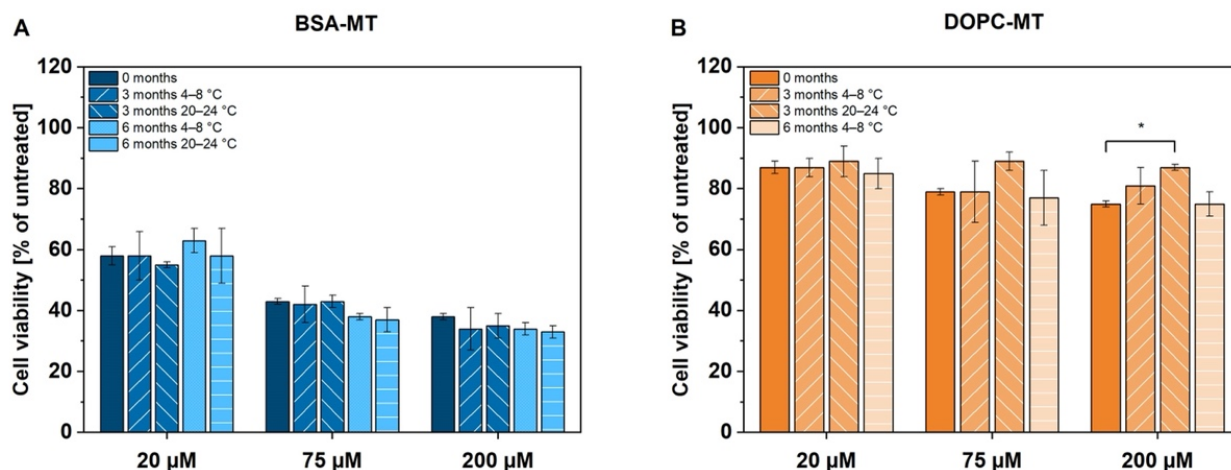 A
BSA-MT
Cell viability [% of untreated]
120
100
80
60
40
20
0
0 months
3 months 4–8 °C
3 months 20–24 °C
6 months 4–8 °C
6 months 20–24 °C
20 µM
75 µM
200 µM
B
DOPC-MT
Cell viability [% of untreated]
120
100
80
60
40
20
0
0 months
3 months 4–8 °C
3 months 20–24 °C
6 months 4–8 °C
*
20 µM
75 µM
200 µM